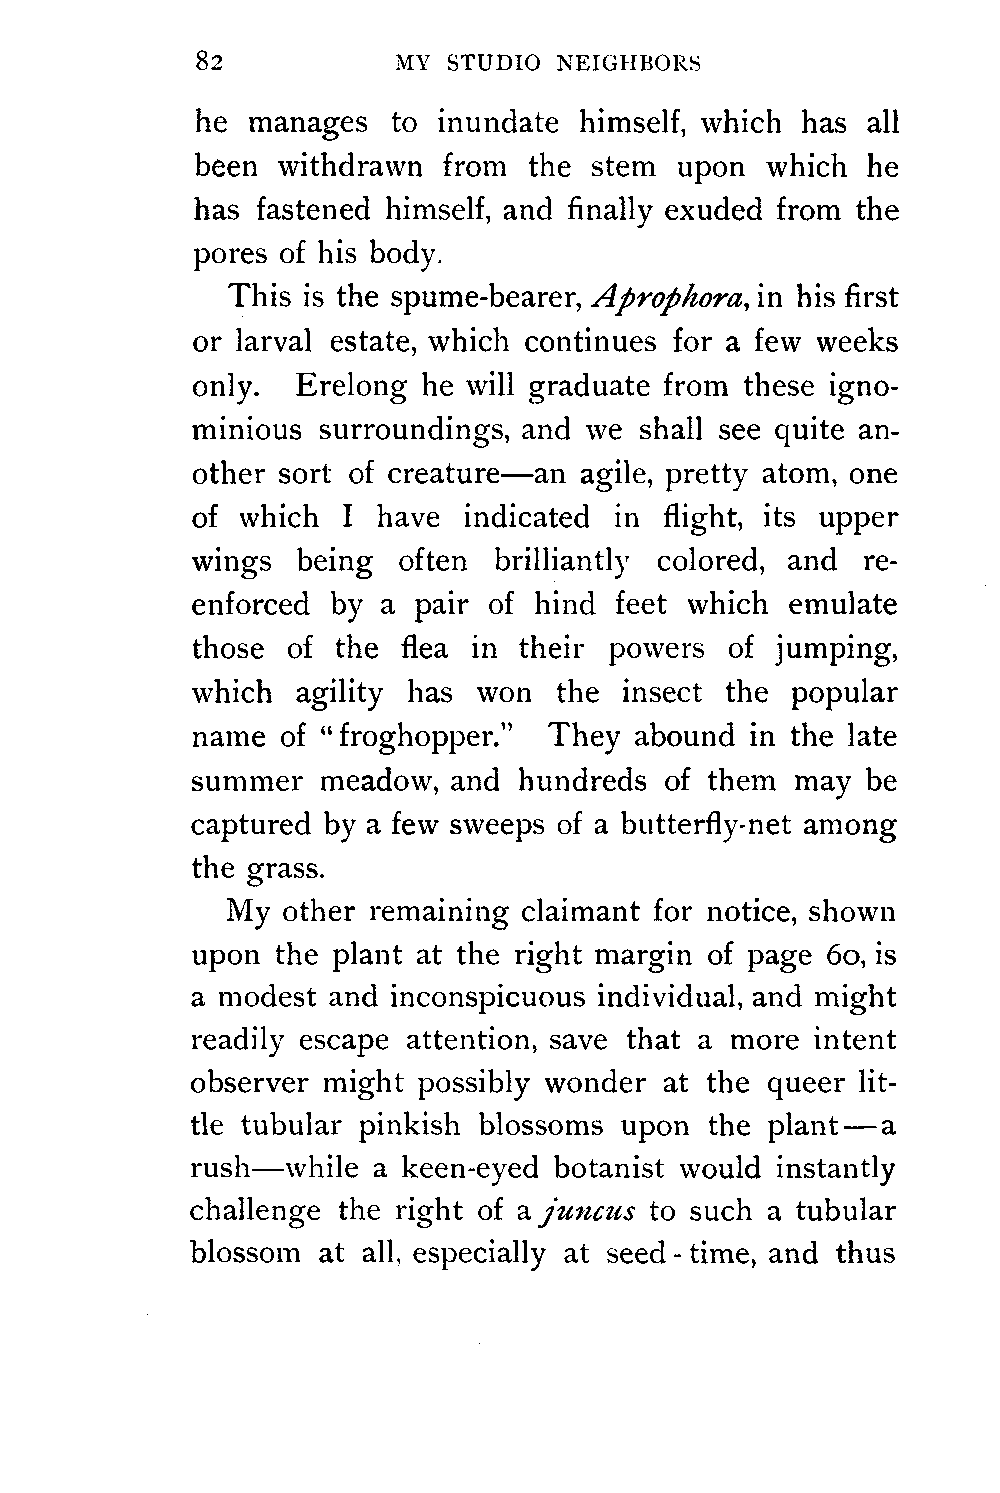 82 MY STUDIO NEIGHBORS
he manages to inundate himself, which has all
been withdrawn from the stem upon which he
has fastened himself, and finally exuded from the
pores of his body.
This is the spume-bearer, Aprophora, in his first
or larval estate, which continues for a few weeks
only. Erelong he will graduate from these igno-
minious surroundings, and we shall see quite an-
other sort of creature—an agile, pretty atom, one
of which I have indicated in flight, its upper
wings being often brilliantly colored, and re-
enforced by a pair of hind feet which emulate
those of the flea in their powers of jumping,
which agility has won the insect the popular
name of "froghopper." They abound in the late
summer meadow, and hundreds of them may be
captured by a few sweeps of a butterfly-net among
the grass.
My other remaining claimant for notice, shown
upon the plant at the right margin of page 60, is
a modest and inconspicuous individual, and might
readily escape attention, save that a more intent
observer might possibly wonder at the queer lit-
tle tubular pinkish blossoms upon the plant—a
rush—while a keen-eyed botanist would instantly
challenge the right of a juncus to such a tubular
blossom at all, especially at seed-time, and thus